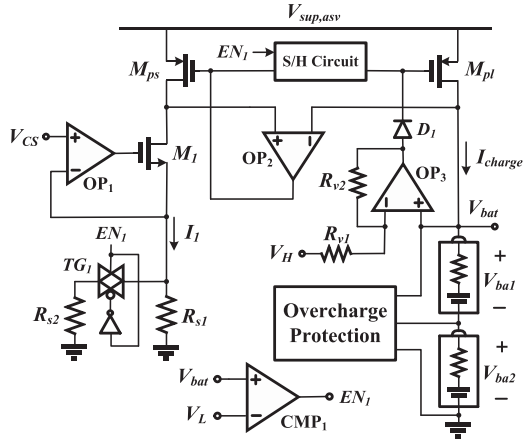 V_sup,asv
EN_1
S/H Circuit
M_ps
M_pl
V_CS
+
−
OP_1
M_1
+
−
OP_2
D_1
I_charge
R_v2
OP_3
−
+
V_bat
I_1
EN_1
V_H
R_v1
TG_1
R_s2
R_s1
Overcharge
Protection
+
V_ba1
−
+
V_ba2
−
V_bat
V_L
+
−
EN_1
CMP_1